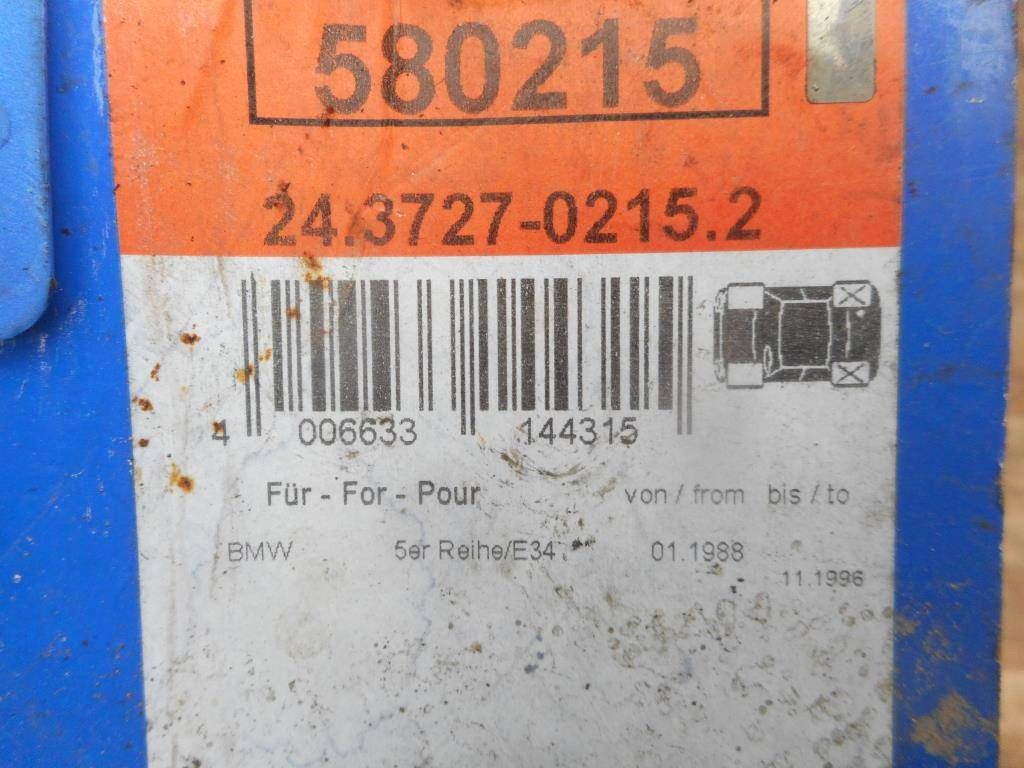 580215
24.3727-0215.2
4 006633 144315
Für - For - Pour von / from bis / to
BMW 5er Reihe/E34 01.1988
11.1996